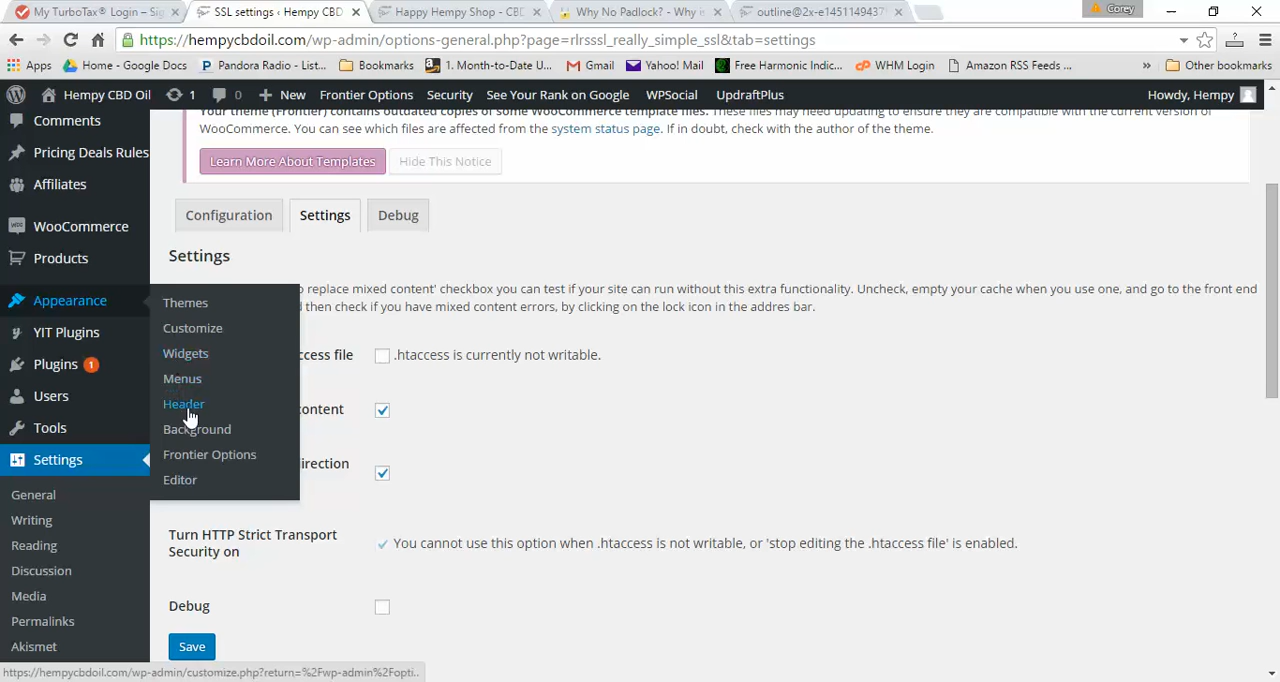 My TurboTax® Login – Sig
SSL settings ‹ Hempy CBD
Happy Hempy Shop - CBD
Why No Padlock? - Why is
outline@2x-e1451149437
Corey
https://hempycbdoil.com/wp-admin/options-general.php?page=rlrsssl_really_simple_ssl&tab=settings
Apps
Home - Google Docs
Pandora Radio - List...
Bookmarks
1. Month-to-Date U...
Gmail
Yahoo! Mail
Free Harmonic Indic...
WHM Login
Amazon RSS Feeds ...
»
Other bookmarks
Hempy CBD Oil
1
0
New
Frontier Options
Security
See Your Rank on Google
WPSocial
UpdraftPlus
Howdy, Hempy
Comments
Pricing Deals Rules
Affiliates
WooCommerce
Products
Appearance
YIT Plugins
Plugins 1
Users
Tools
Settings
General
Writing
Reading
Discussion
Media
Permalinks
Akismet
Themes
Customize
Widgets
Menus
Header
Background
Frontier Options
Editor
Your theme (Frontier) contains outdated copies of some WooCommerce template files. These files may need updating to ensure they are compatible with the current version of
WooCommerce. You can see which files are affected from the system status page. If in doubt, check with the author of the theme.
Learn More About Templates
Hide This Notice
Configuration
Settings
Debug
Settings
o replace mixed content' checkbox you can test if your site can run without this extra functionality. Uncheck, empty your cache when you use one, and go to the front end
d then check if you have mixed content errors, by clicking on the lock icon in the addres bar.
cess file
.htaccess is currently not writable.
content
irection
Turn HTTP Strict Transport
Security on
You cannot use this option when .htaccess is not writable, or 'stop editing the .htaccess file' is enabled.
Debug
Save
https://hempycbdoil.com/wp-admin/customize.php?return=%2Fwp-admin%2Fopti..